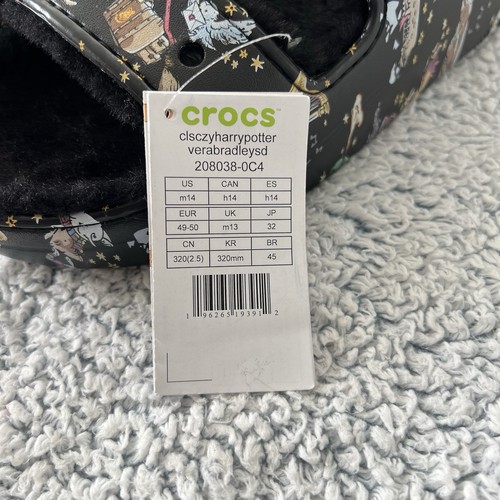 crocs™
clsczyharrypotter
verabradleysd
208038-0C4
US CAN ES
m14 h14 h14
EUR UK JP
49-50 m13 32
CN KR BR
320(2.5) 320mm 45
1 96265 19391 2